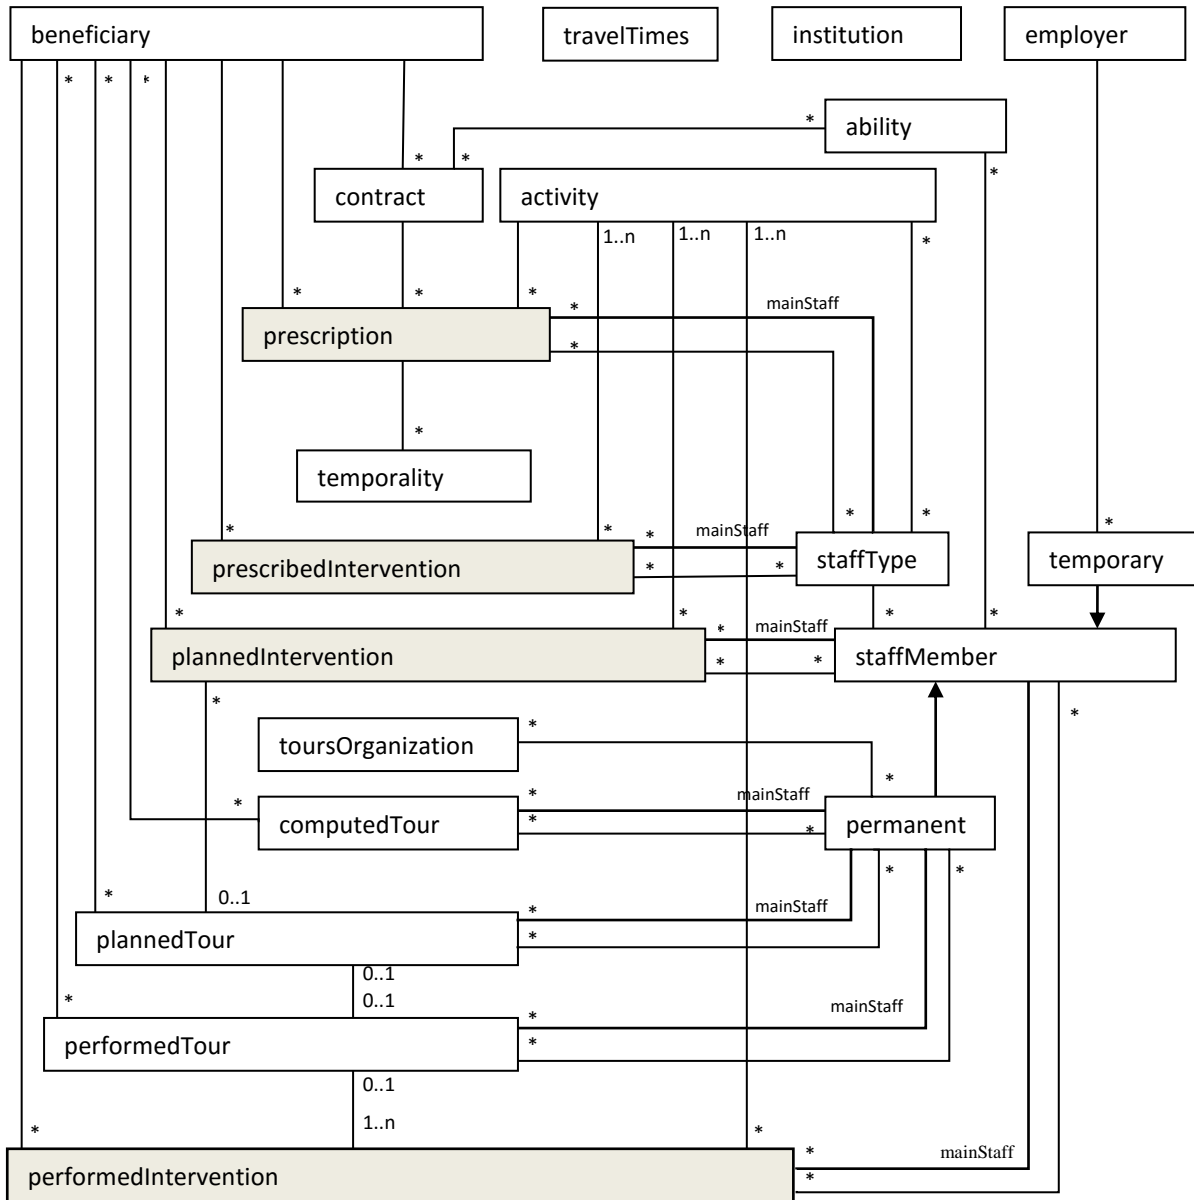 beneficiary travelTimes institution employer
* * *
ability *
* * *
contract activity
1..n 1..n 1..n *
* * * * mainStaff
prescription
*
*
temporality
* * * mainStaff * * *
prescribedIntervention * * staffType temporary
* * * mainStaff * *
plannedIntervention * * staffMember
* *
toursOrganization *
*
* * mainStaff
computedTour * * permanent
* 0..1 * *
* mainStaff
plannedTour *
0..1
* 0..1 mainStaff
*
performedTour *
0..1
* 1..n *
* mainStaff
performedIntervention *